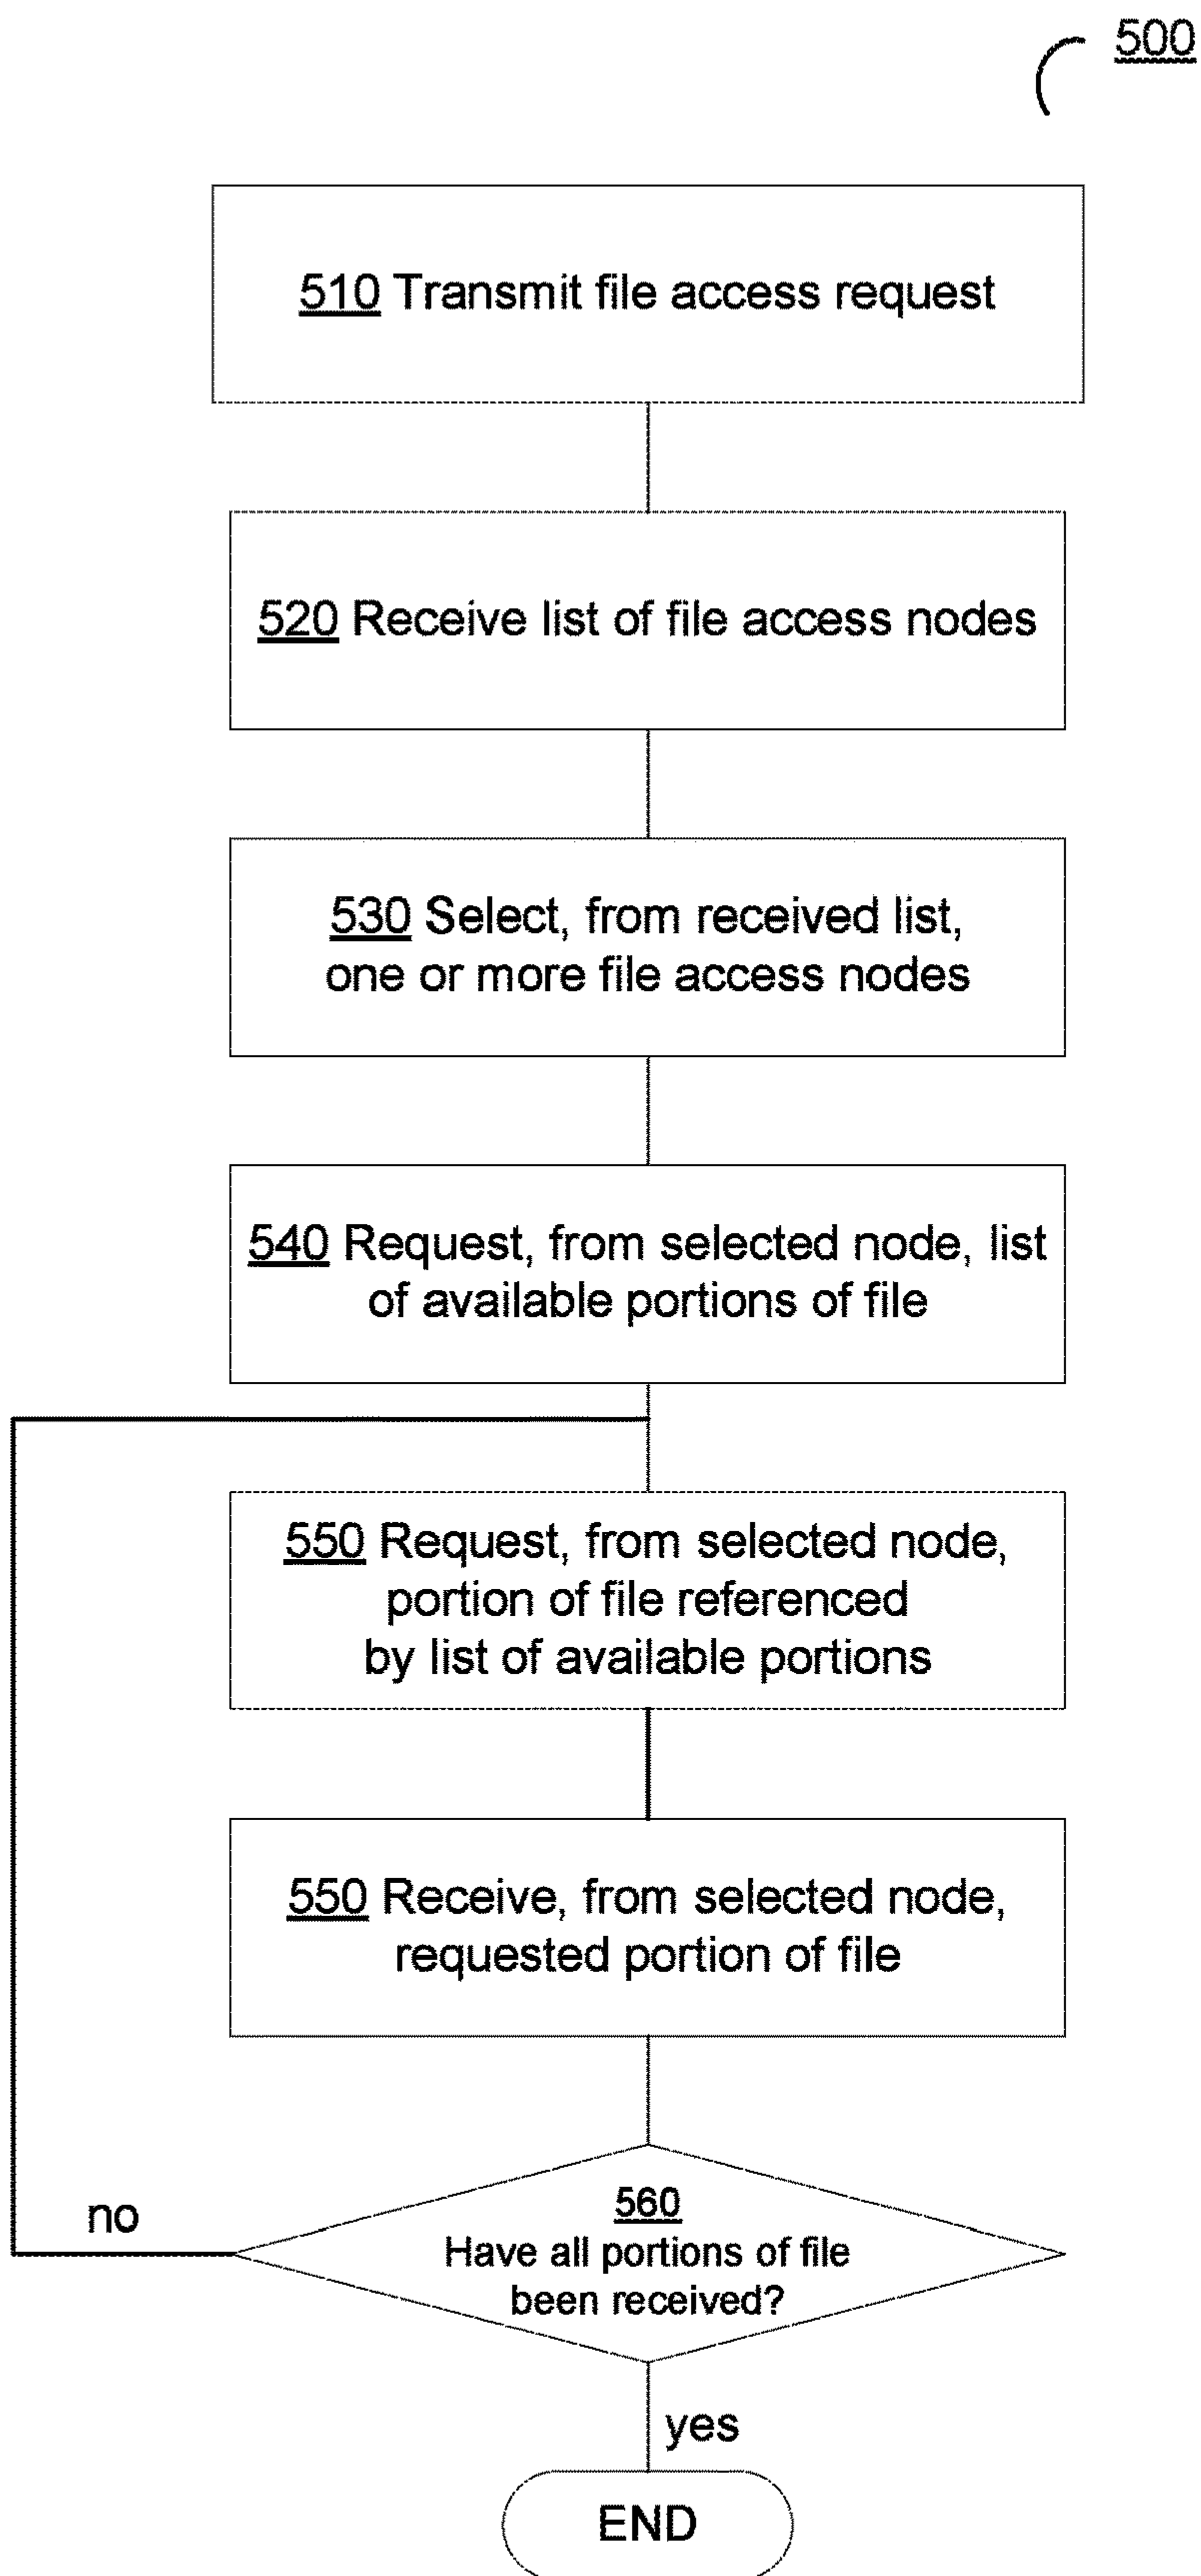 500
510 Transmit file access request
520 Receive list of file access nodes
530 Select, from received list,
one or more file access nodes
540 Request, from selected node, list
of available portions of file
550 Request, from selected node,
portion of file referenced
by list of available portions
550 Receive, from selected node,
requested portion of file
560
Have all portions of file
been received?
no
yes
END